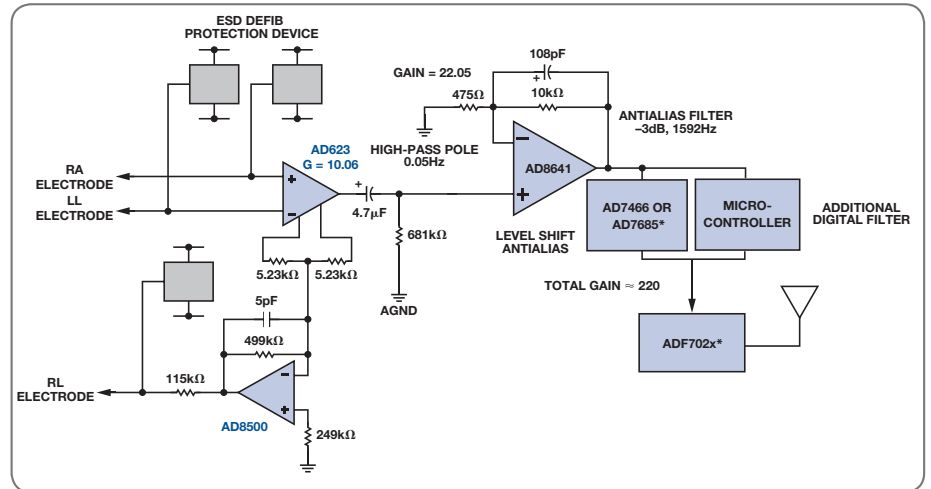 ESD DEFIB
PROTECTION DEVICE
RA
ELECTRODE
LL
ELECTRODE
AD623
G = 10.06
+
–
5.23kΩ
5.23kΩ
+
4.7µF
HIGH-PASS POLE
0.05Hz
681kΩ
AGND
GAIN = 22.05
475Ω
108pF
+
10kΩ
–
+
AD8641
ANTIALIAS FILTER
–3dB, 1592Hz
LEVEL SHIFT
ANTIALIAS
AD7466 OR
AD7685*
MICRO-
CONTROLLER
ADDITIONAL
DIGITAL FILTER
TOTAL GAIN ≈ 220
ADF702x*
5pF
499kΩ
115kΩ
RL
ELECTRODE
–
+
AD8500
249kΩ